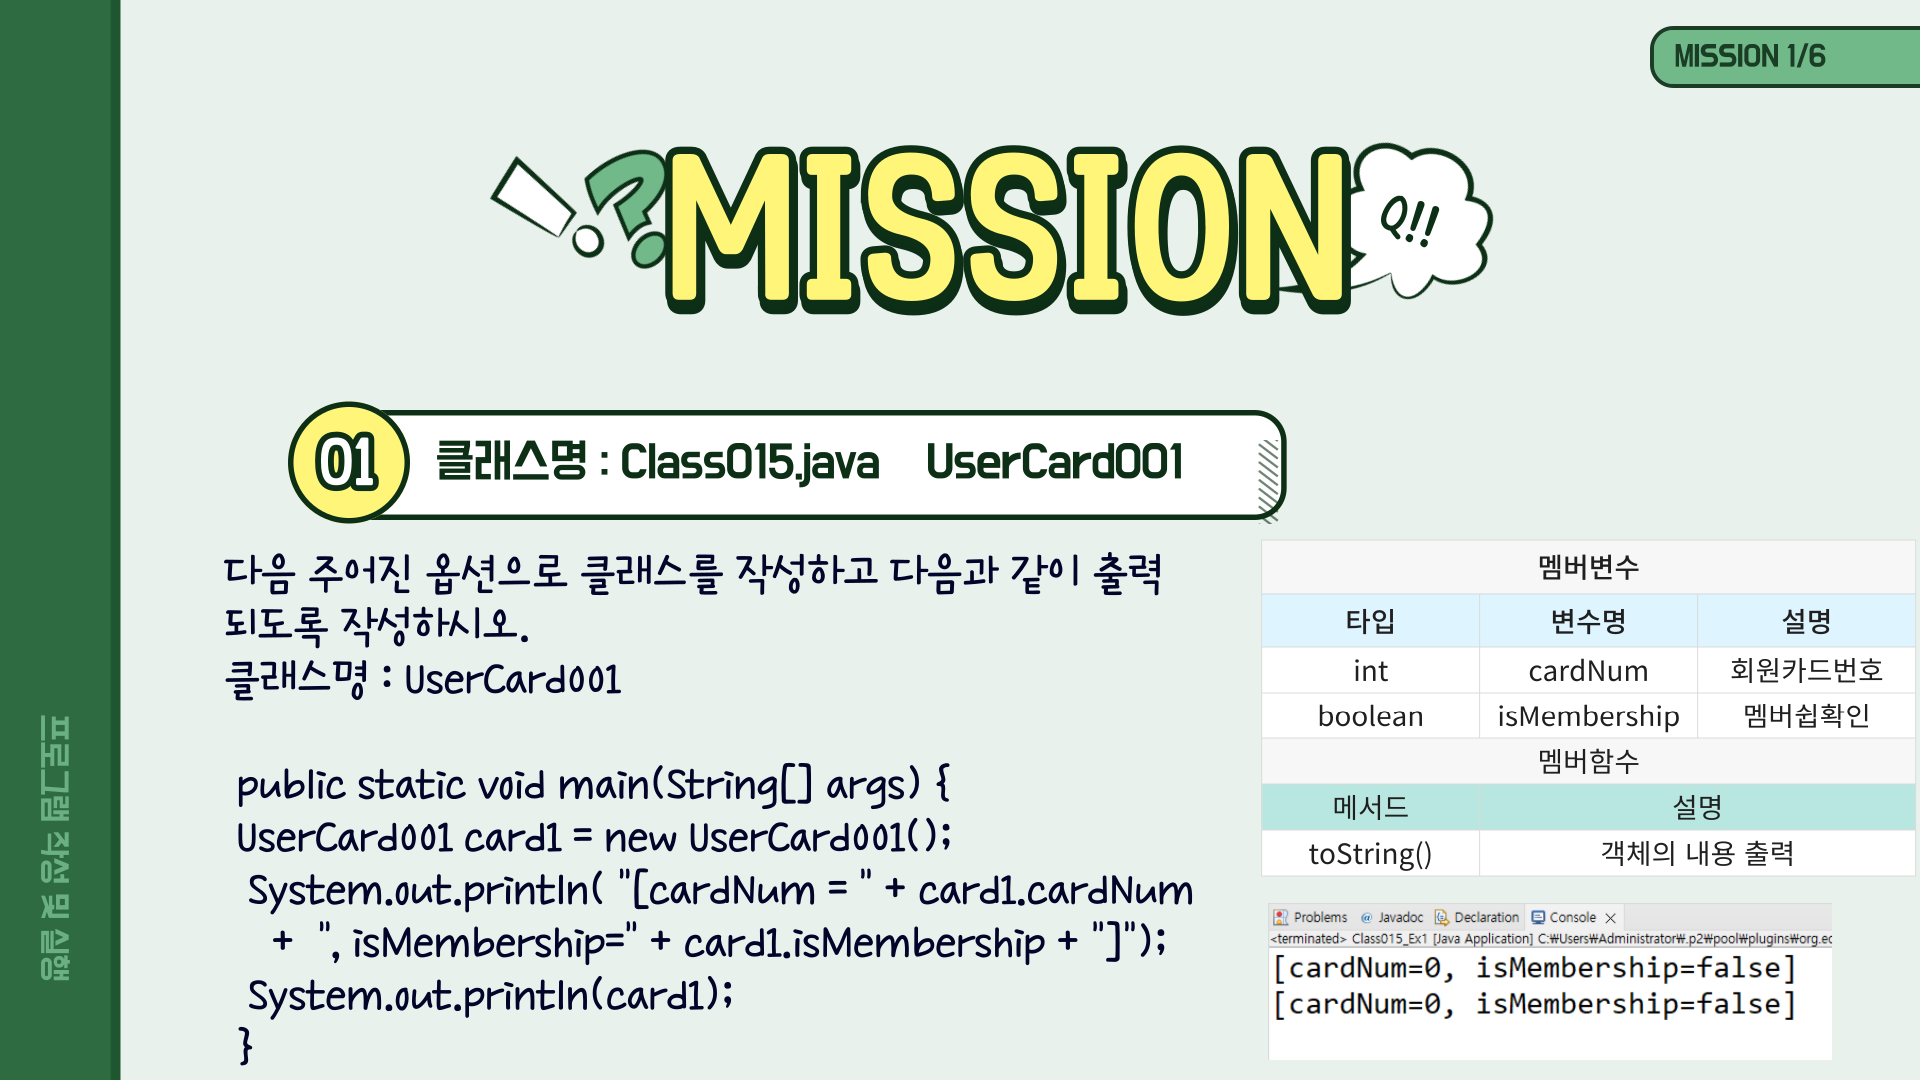 MISSION 1/6
MISSION
Q!!
01
클래스명 : Class015.java UserCard001
다음 주어진 옵션으로 클래스를 작성하고 다음과 같이 출력
되도록 작성하시오.
클래스명 : UserCard001
public static void main(String[] args) {
UserCard001 card1 = new UserCard001();
System.out.println( "[cardNum = " + card1.cardNum
+ ", isMembership=" + card1.isMembership + "]");
System.out.println(card1);
}
멤버변수
타입 변수명 설명
int cardNum 회원카드번호
boolean isMembership 멤버쉽확인
멤버함수
메서드 설명
toString() 객체의 내용 출력
Problems Javadoc Declaration Console
<terminated> Class015_Ex1 [Java Application] C:₩Users₩Administrator₩.p2₩pool₩plugins₩org.ec
[cardNum=0, isMembership=false]
[cardNum=0, isMembership=false]
프로그램 작성 및 실행